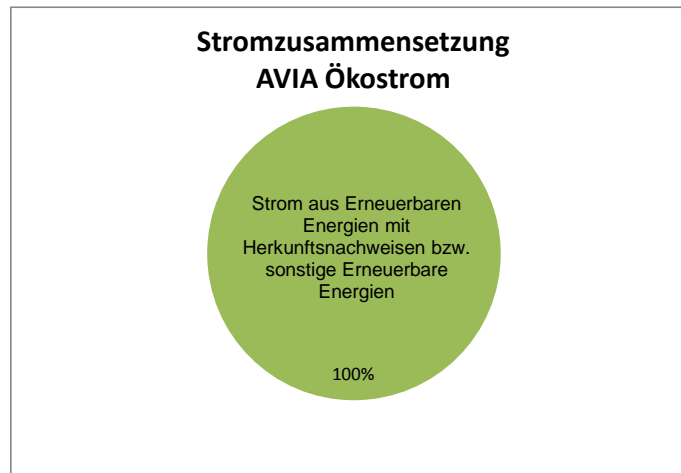 Stromzusammensetzung
AVIA Ökostrom
Strom aus Erneuerbaren
Energien mit
Herkunftsnachweisen bzw.
sonstige Erneuerbare
Energien
100%